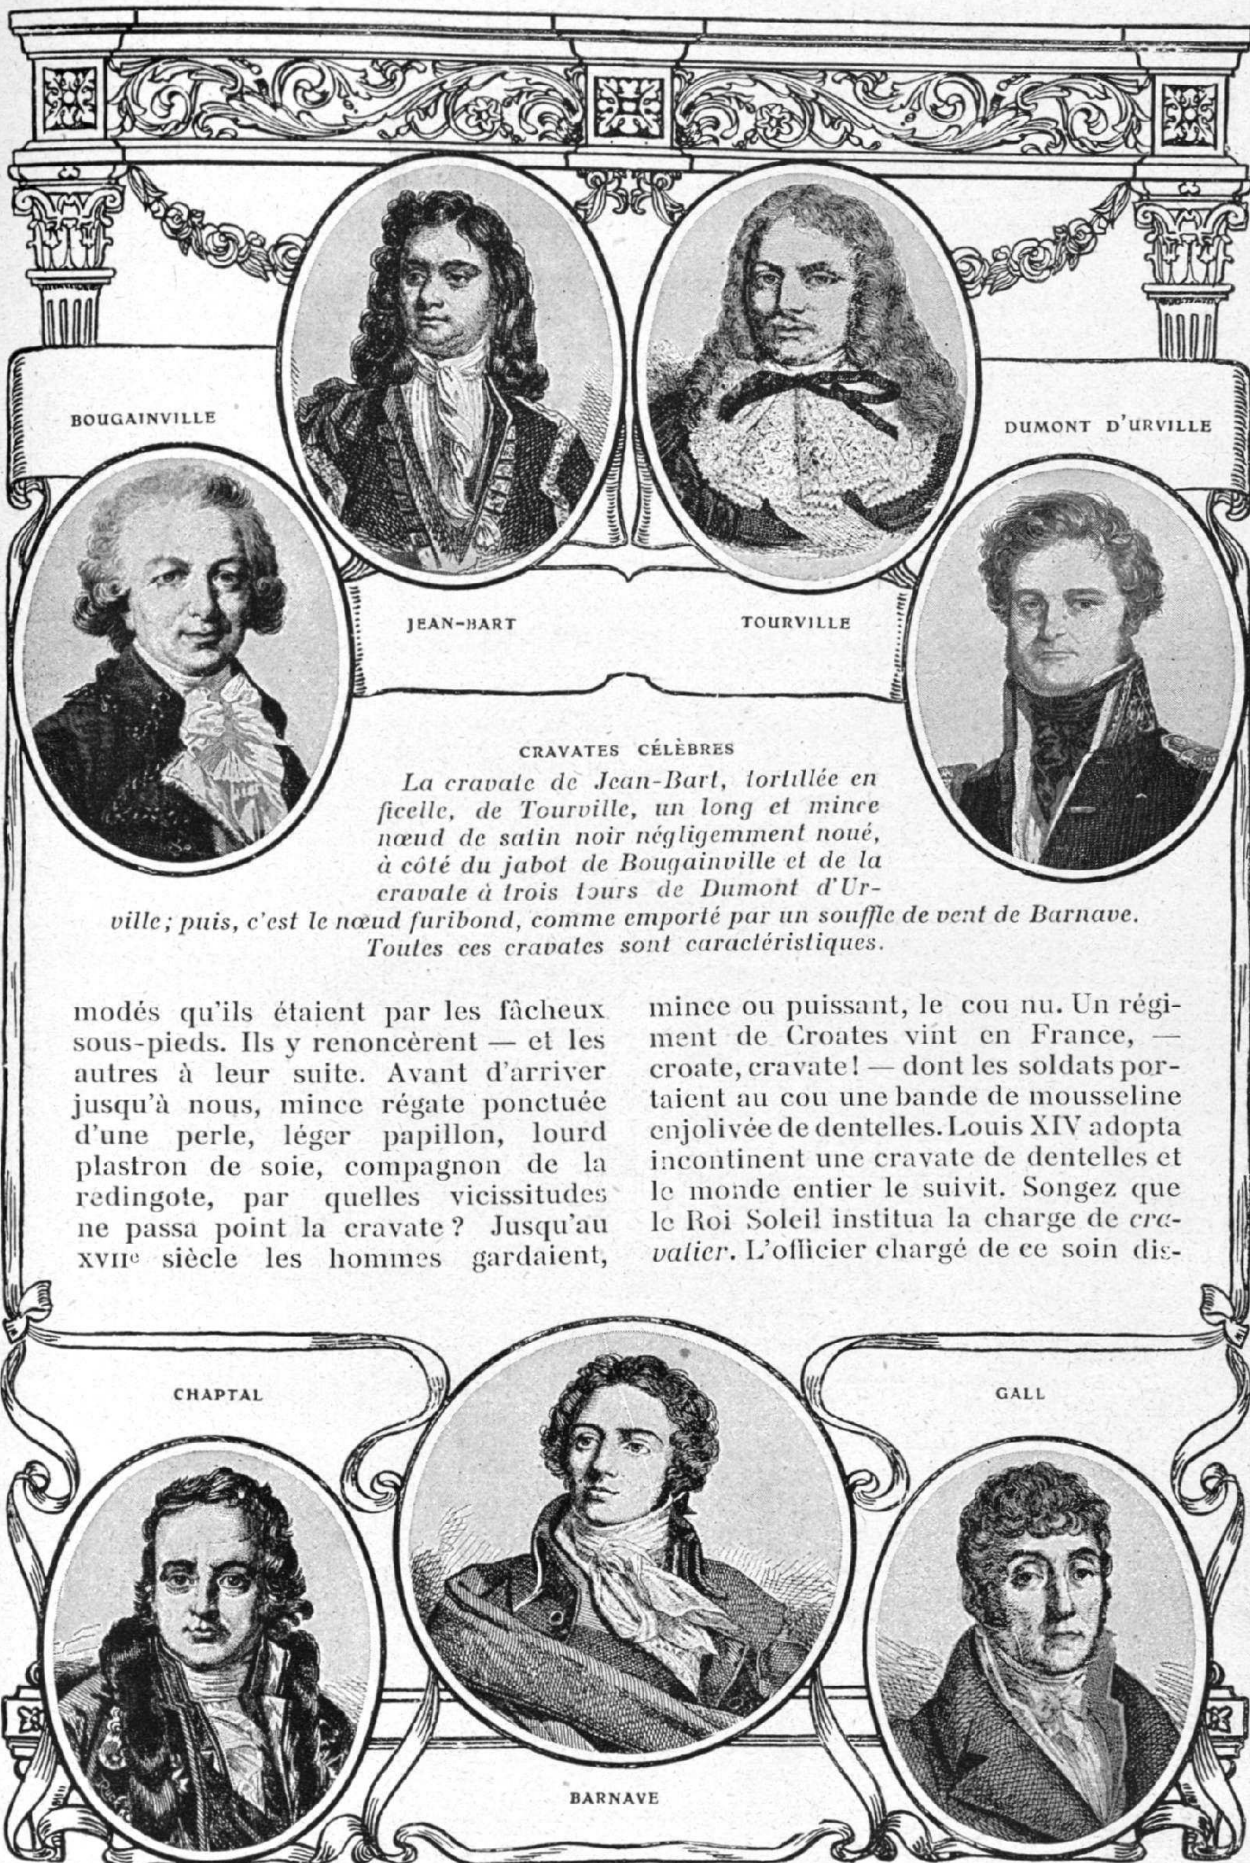 BOUGAINVILLE
DUMONT D'URVILLE
JEAN-BART
TOURVILLE
CRAVATES CÉLÈBRES
La cravate de Jean-Bart, tortillée en
ficelle, de Tourville, un long et mince
nœud de satin noir négligemment noué,
à côté du jabot de Bougainville et de la
cravate à trois tours de Dumont d'Ur-
ville; puis, c'est le nœud furibond, comme emporté par un souffle de vent de Barnave.
Toutes ces cravates sont caractéristiques.
modés qu'ils étaient par les fâcheux
sous-pieds. Ils y renoncèrent — et les
autres à leur suite. Avant d'arriver
jusqu'à nous, mince régate ponctuée
d'une perle, léger papillon, lourd
plastron de soie, compagnon de la
redingote, par quelles vicissitudes
ne passa point la cravate? Jusqu'au
XVIIe siècle les hommes gardaient,
mince ou puissant, le cou nu. Un régi-
ment de Croates vint en France, —
croate, cravate! — dont les soldats por-
taient au cou une bande de mousseline
enjolivée de dentelles. Louis XIV adopta
incontinent une cravate de dentelles et
le monde entier le suivit. Songez que
le Roi Soleil institua la charge de cra-
vatier. L'officier chargé de ce soin dis-
CHAPTAL
GALL
BARNAVE